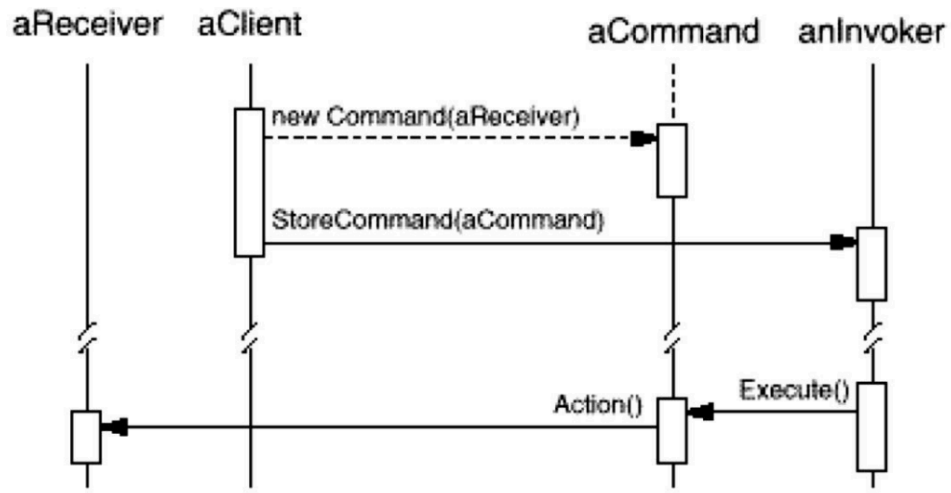 aReceiver aClient aCommand anInvoker
new Command(aReceiver)
StoreCommand(aCommand)
Execute()
Action()